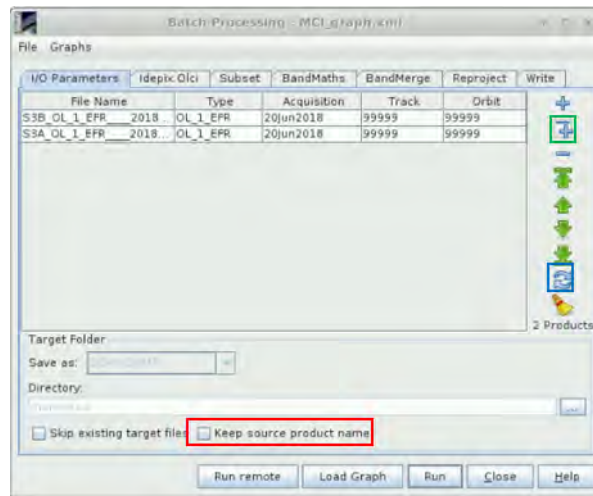 Batch Processing : MCI_graph.xml
File Graphs
I/O Parameters Idepix.Olci Subset BandMaths BandMerge Reproject Write
File Name Type Acquisition Track Orbit
S3B_OL_1_EFR____2018... OL_1_EFR 20Jun2018 99999 99999
S3A_OL_1_EFR____2018... OL_1_EFR 20Jun2018 99999 99999
2 Products
Target Folder
Save as:
Directory:
...
Skip existing target files Keep source product name
Run remote Load Graph Run Close Help